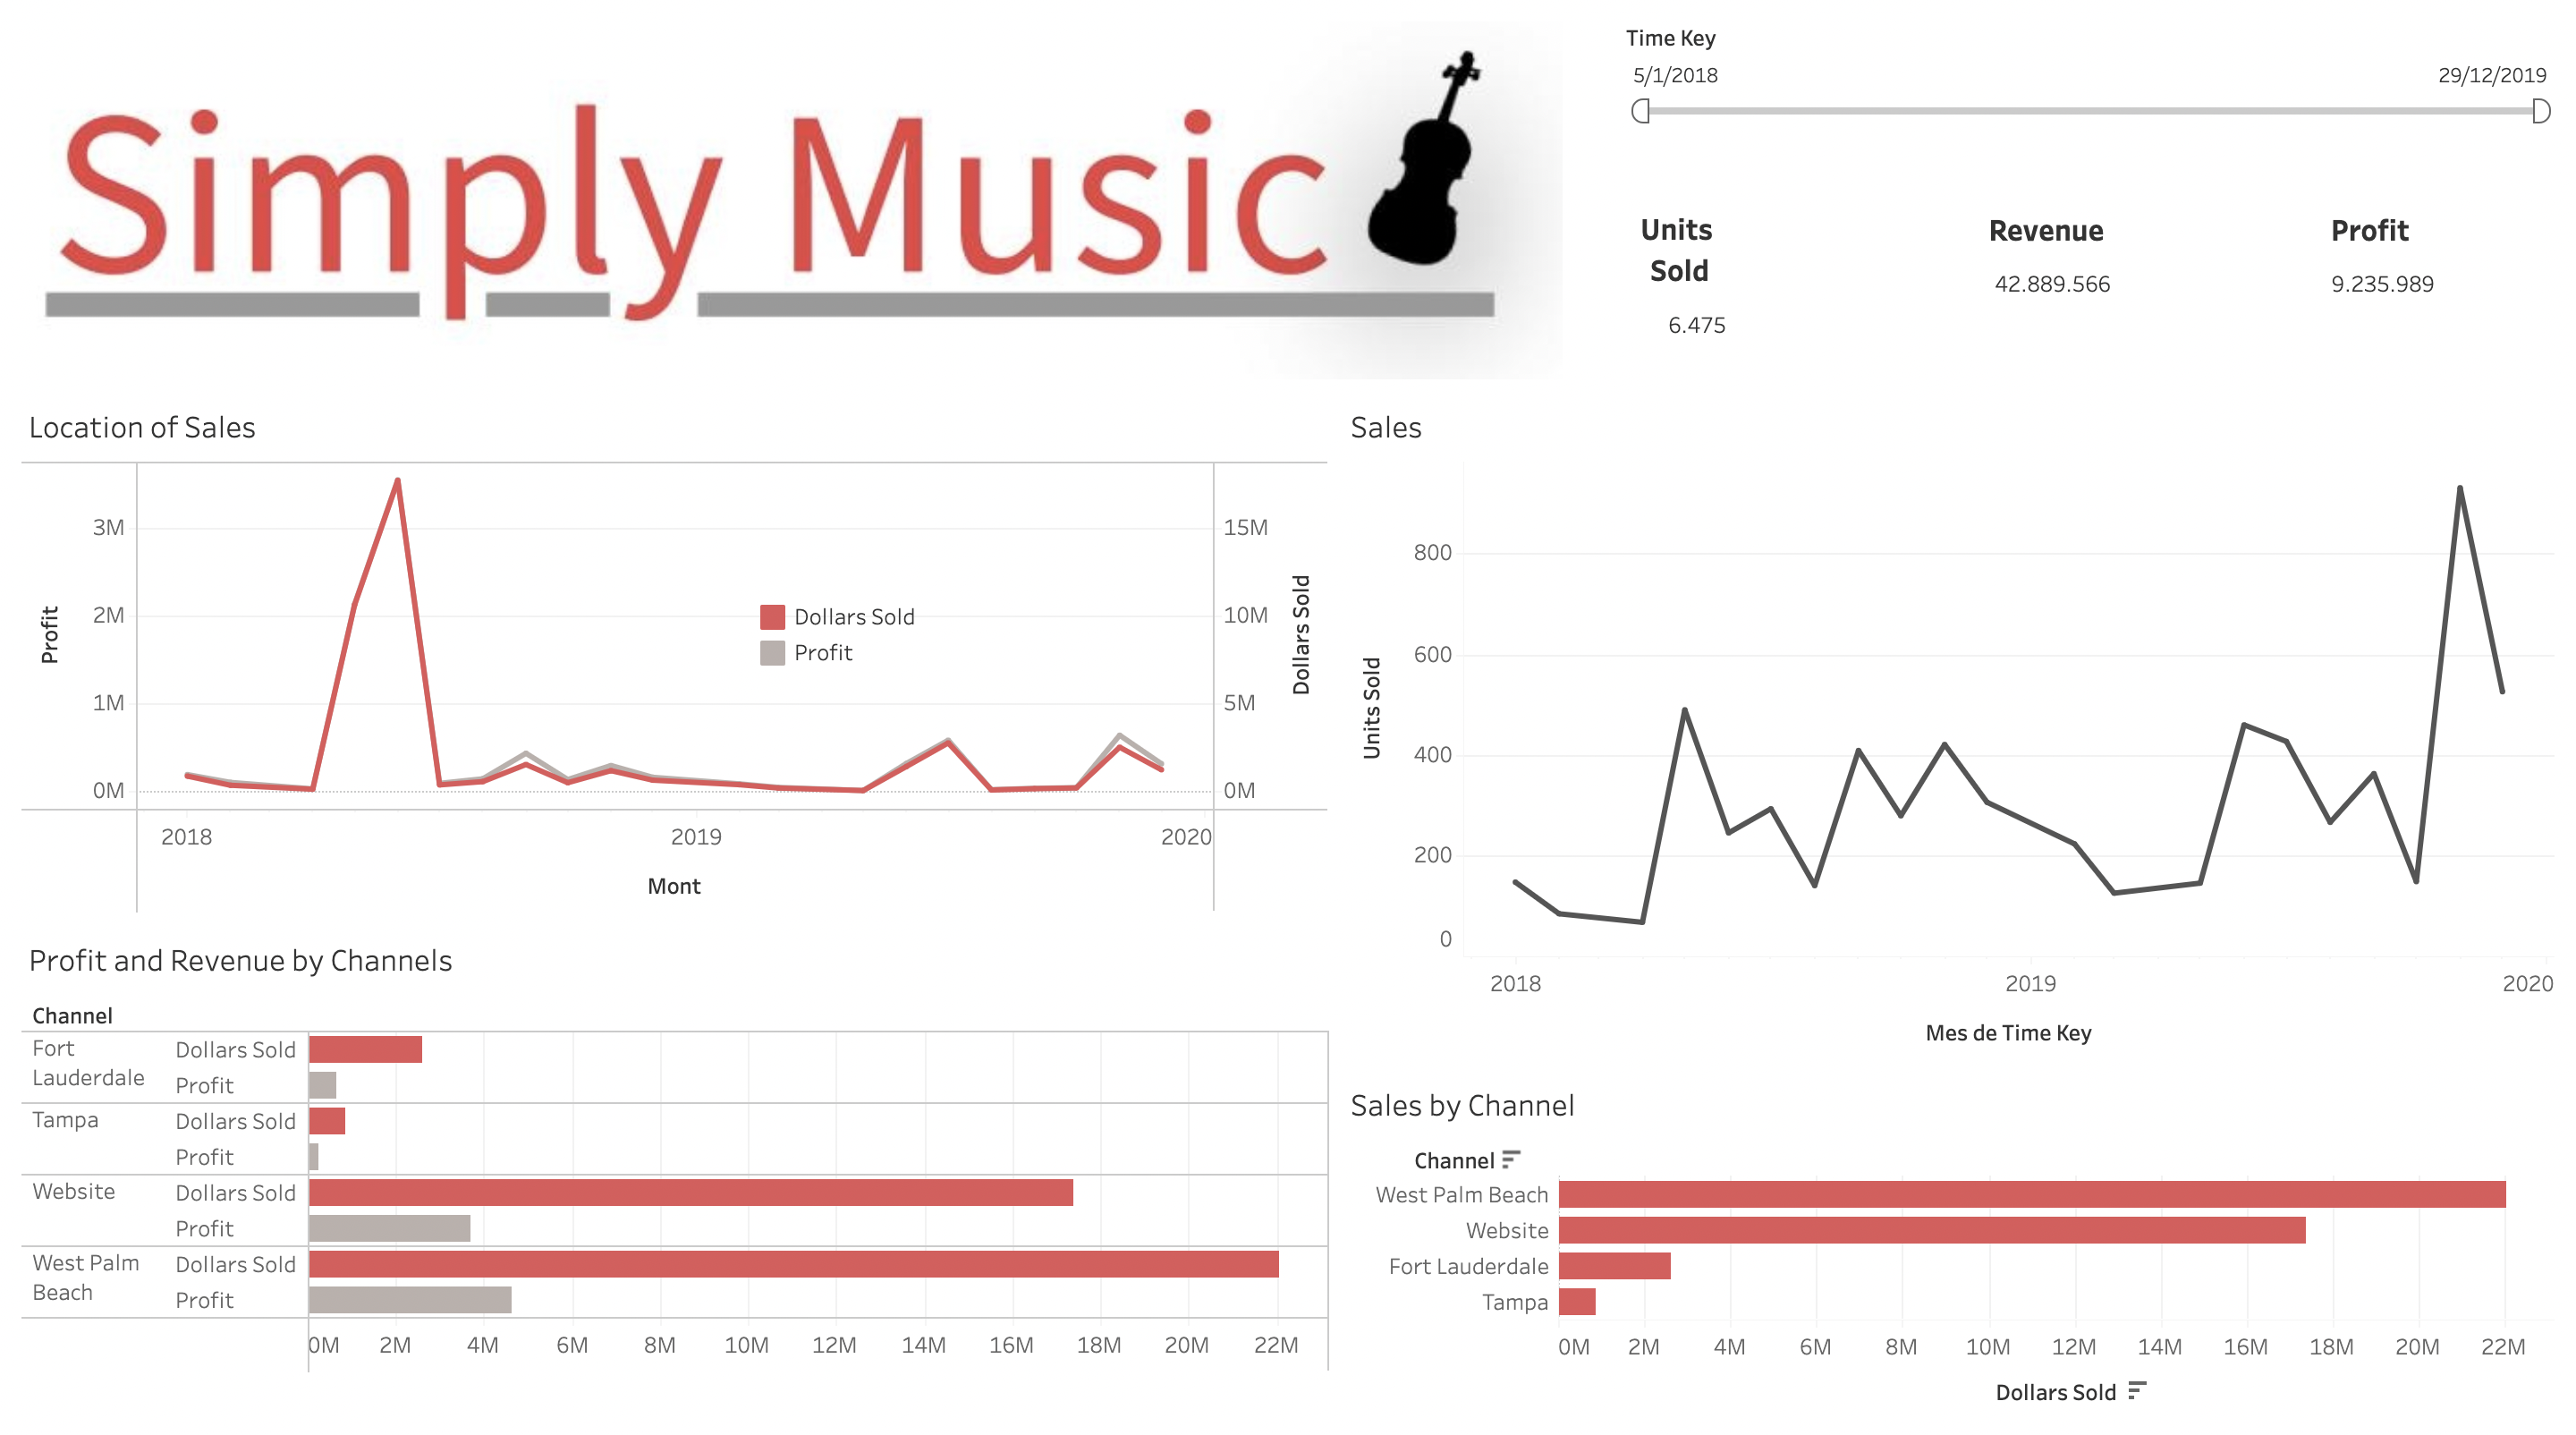 Simply Music
Time Key
5/1/2018 29/12/2019
Units
Sold
6.475
Revenue
42.889.566
Profit
9.235.989
Location of Sales
Profit
3M
2M
1M
0M
Dollars Sold
Profit
15M
10M
5M
0M
Dollars Sold
2018 2019 2020
Mont
Sales
Units Sold
800
600
400
200
0
2018 2019 2020
Mes de Time Key
Profit and Revenue by Channels
Channel
Fort
Lauderdale
Dollars Sold
Profit
Tampa
Dollars Sold
Profit
Website
Dollars Sold
Profit
West Palm
Beach
Dollars Sold
Profit
0M 2M 4M 6M 8M 10M 12M 14M 16M 18M 20M 22M
Sales by Channel
Channel
West Palm Beach
Website
Fort Lauderdale
Tampa
0M 2M 4M 6M 8M 10M 12M 14M 16M 18M 20M 22M
Dollars Sold